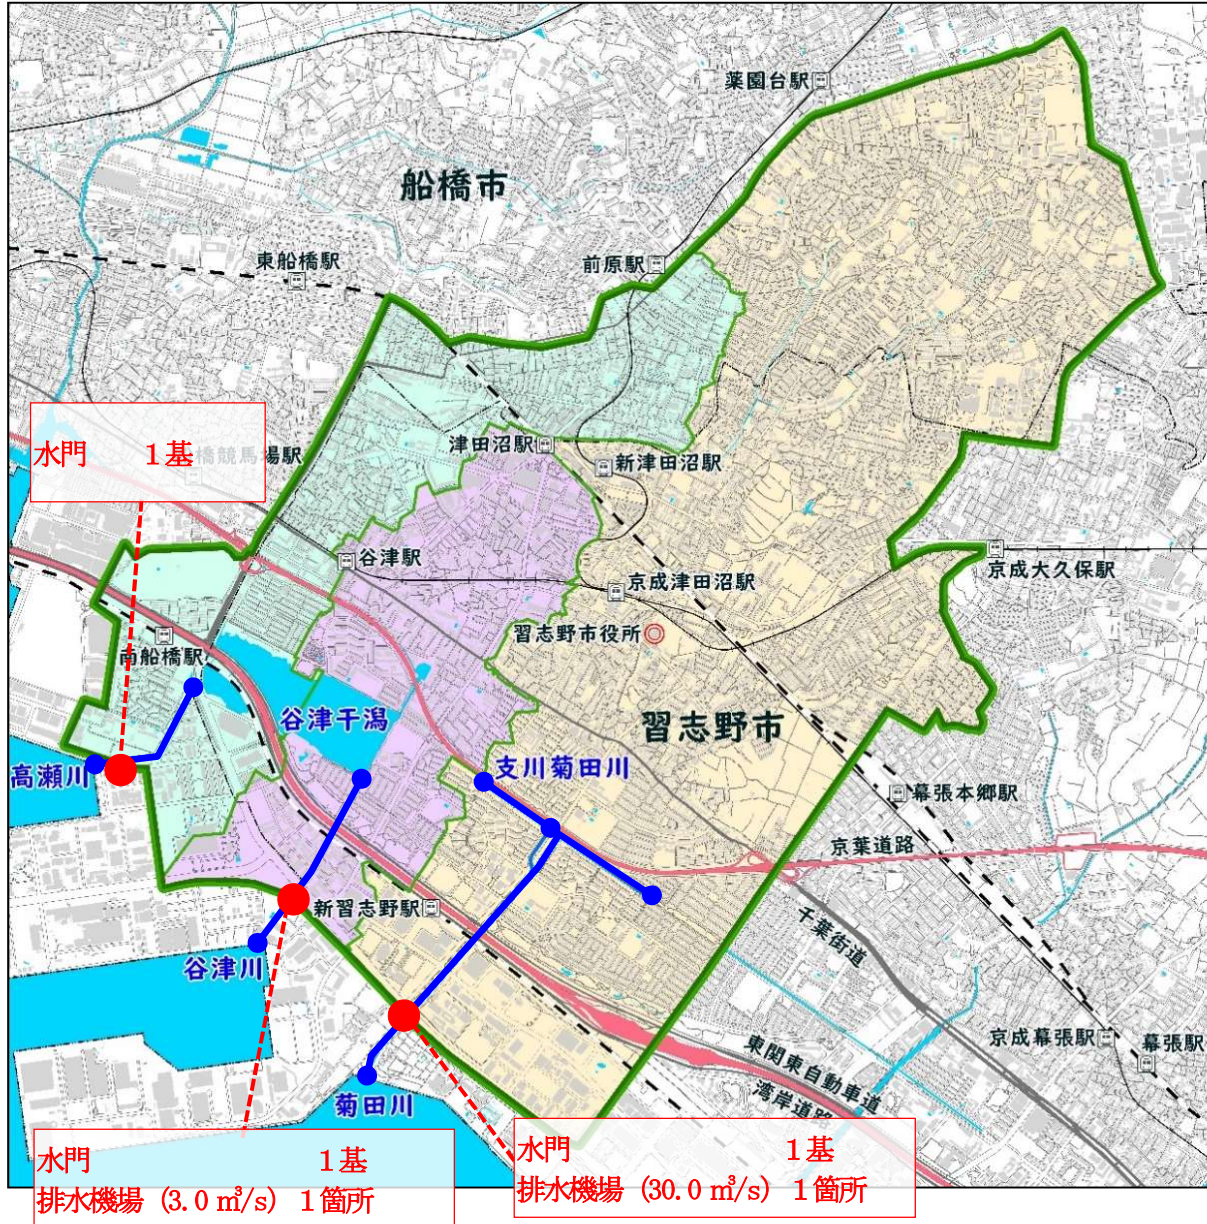 薬園台駅
船橋市
東船橋駅
前原駅
水門 1基
橋競馬場駅
津田沼駅
新津田沼駅
谷津駅
京成津田沼駅
京成大久保駅
習志野市役所
南船橋駅
谷津干潟
習志野市
高瀬川
支川菊田川
幕張本郷駅
京葉道路
新習志野駅
千葉街道
谷津川
京成幕張駅
幕張駅
東関東自動車道
湾岸道路
菊田川
水門 1基
排水機場 (3.0 ㎥/s) 1箇所
水門 1基
排水機場 (30.0 ㎥/s) 1箇所